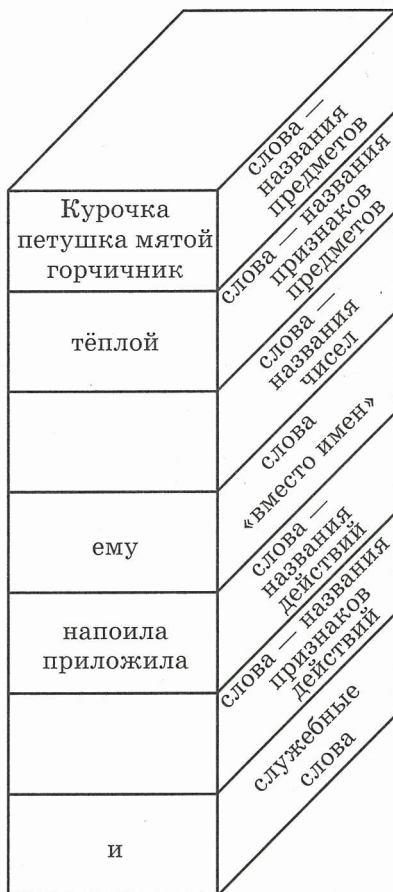 слова —
названия
предметов
Курочка
петушка мятой
горчичник
слова — названия
признаков
предметов
тёплой
слова —
названия
чисел
слова
«вместо имен»
ему
слова —
названия
действий
напоила
приложила
слова — названия
признаков
действий
служебные
слова
и